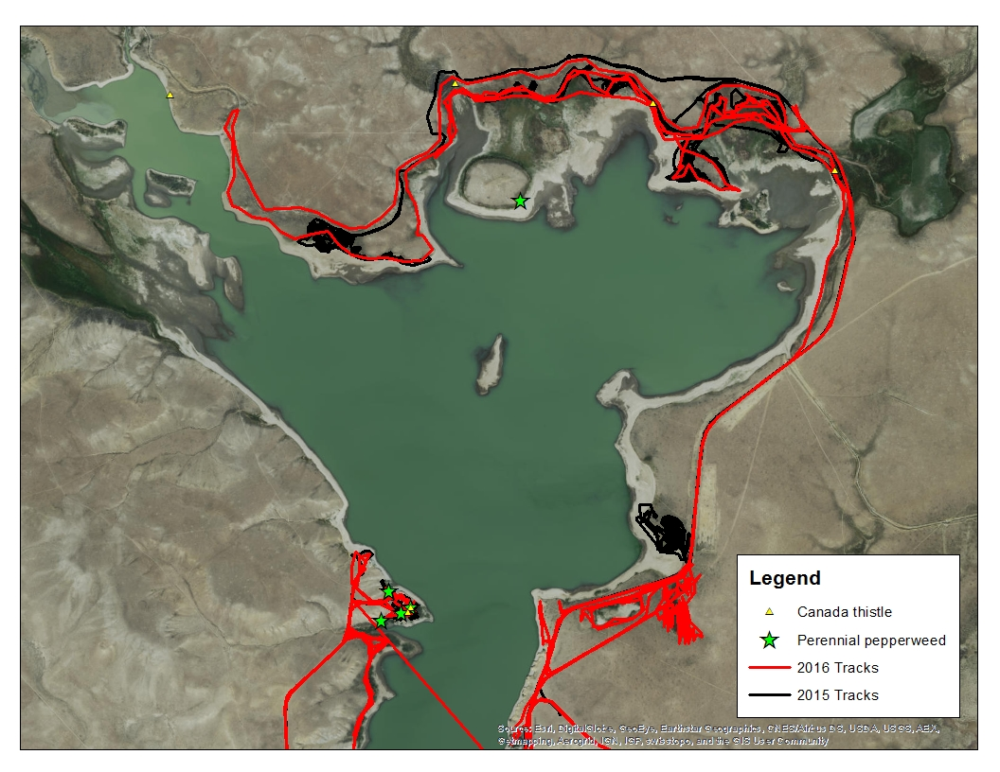 Legend
Canada thistle
Perennial pepperweed
2016 Tracks
2015 Tracks
Source: Esri, DigitalGlobe, GeoEye, Earthstar Geographics, CNES/Airbus DS, USDA, USGS, AEX,
Getmapping, Aerogrid, IGN, IGP, swisstopo, and the GIS User Community